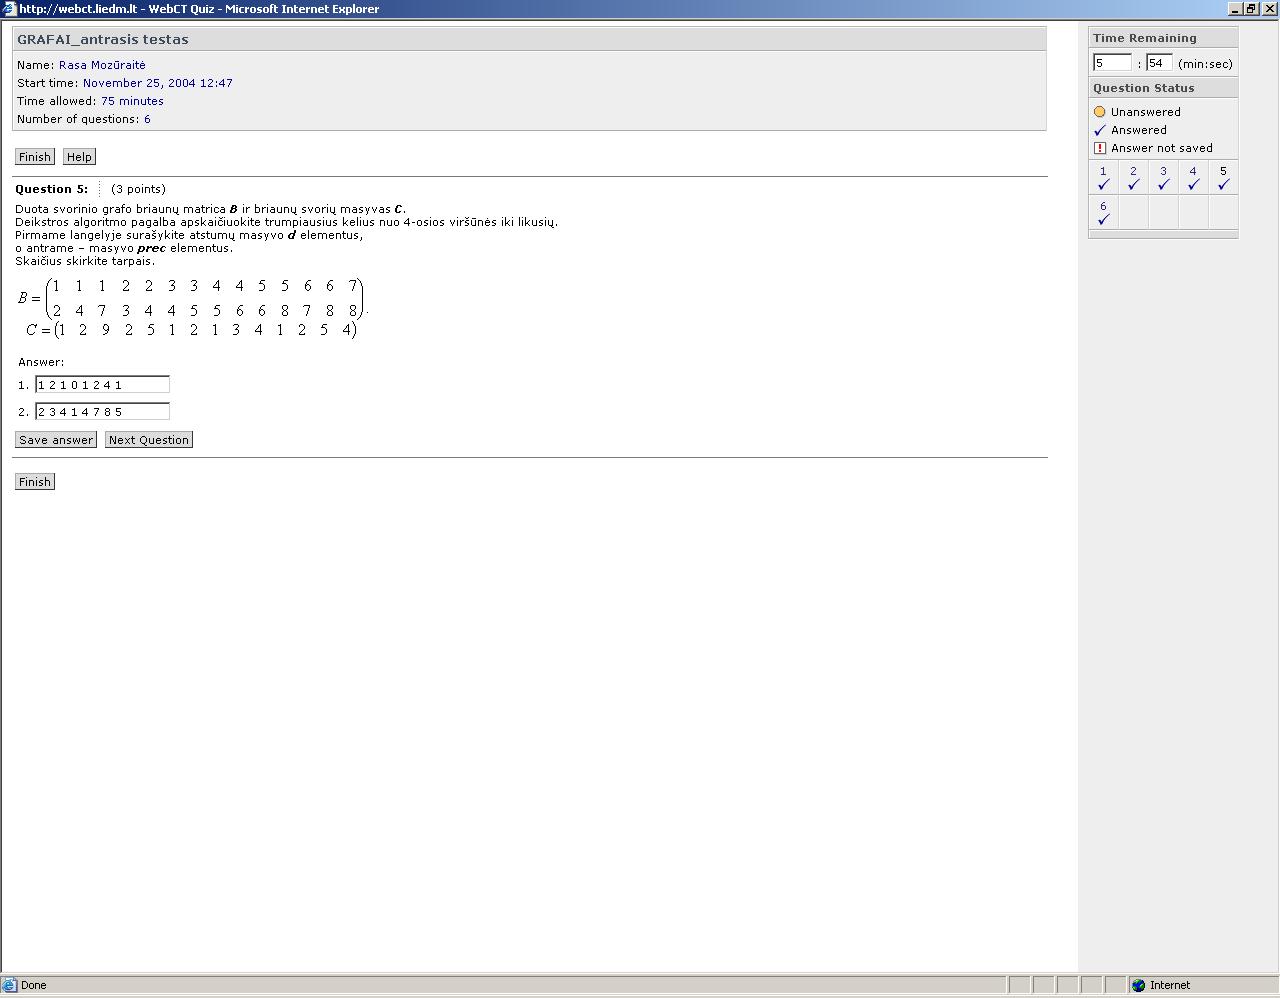 http://webct.liedm.lt - WebCT Quiz - Microsoft Internet Explorer
GRAFAI_antrasis testas
Name: Rasa Mozūraitė
Start time: November 25, 2004 12:47
Time allowed: 75 minutes
Number of questions: 6
Finish Help
Question 5: (3 points)
Duota svorinio grafo briaunų matrica B ir briaunų svorių masyvas C.
Deikstros algoritmo pagalba apskaičiuokite trumpiausius kelius nuo 4-osios viršūnės iki likusių.
Pirmame langelyje surašykite atstumų masyvo d elementus,
o antrame – masyvo prec elementus.
Skaičius skirkite tarpais.
1 1 1 2 2 3 3 4 4 5 5 6 6 7
B = ( ).
2 4 7 3 4 4 5 5 6 6 8 7 8 8
C = (1 2 9 2 5 1 2 1 3 4 1 2 5 4)
Answer:
1. 1 2 1 0 1 2 4 1
2. 2 3 4 1 4 7 8 5
Save answer Next Question
Finish
Time Remaining
5 : 54 (min:sec)
Question Status
Unanswered
Answered
Answer not saved
1 2 3 4 5
6
Done
Internet